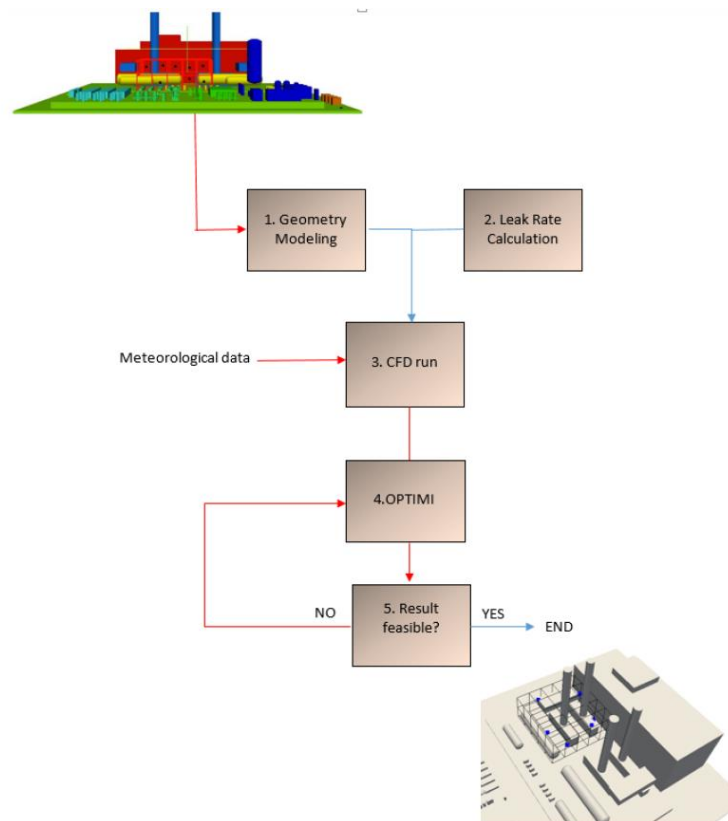 1. Geometry
Modeling
2. Leak Rate
Calculation
Meteorological data
3. CFD run
4.OPTIMI
NO
5. Result
feasible?
YES
END